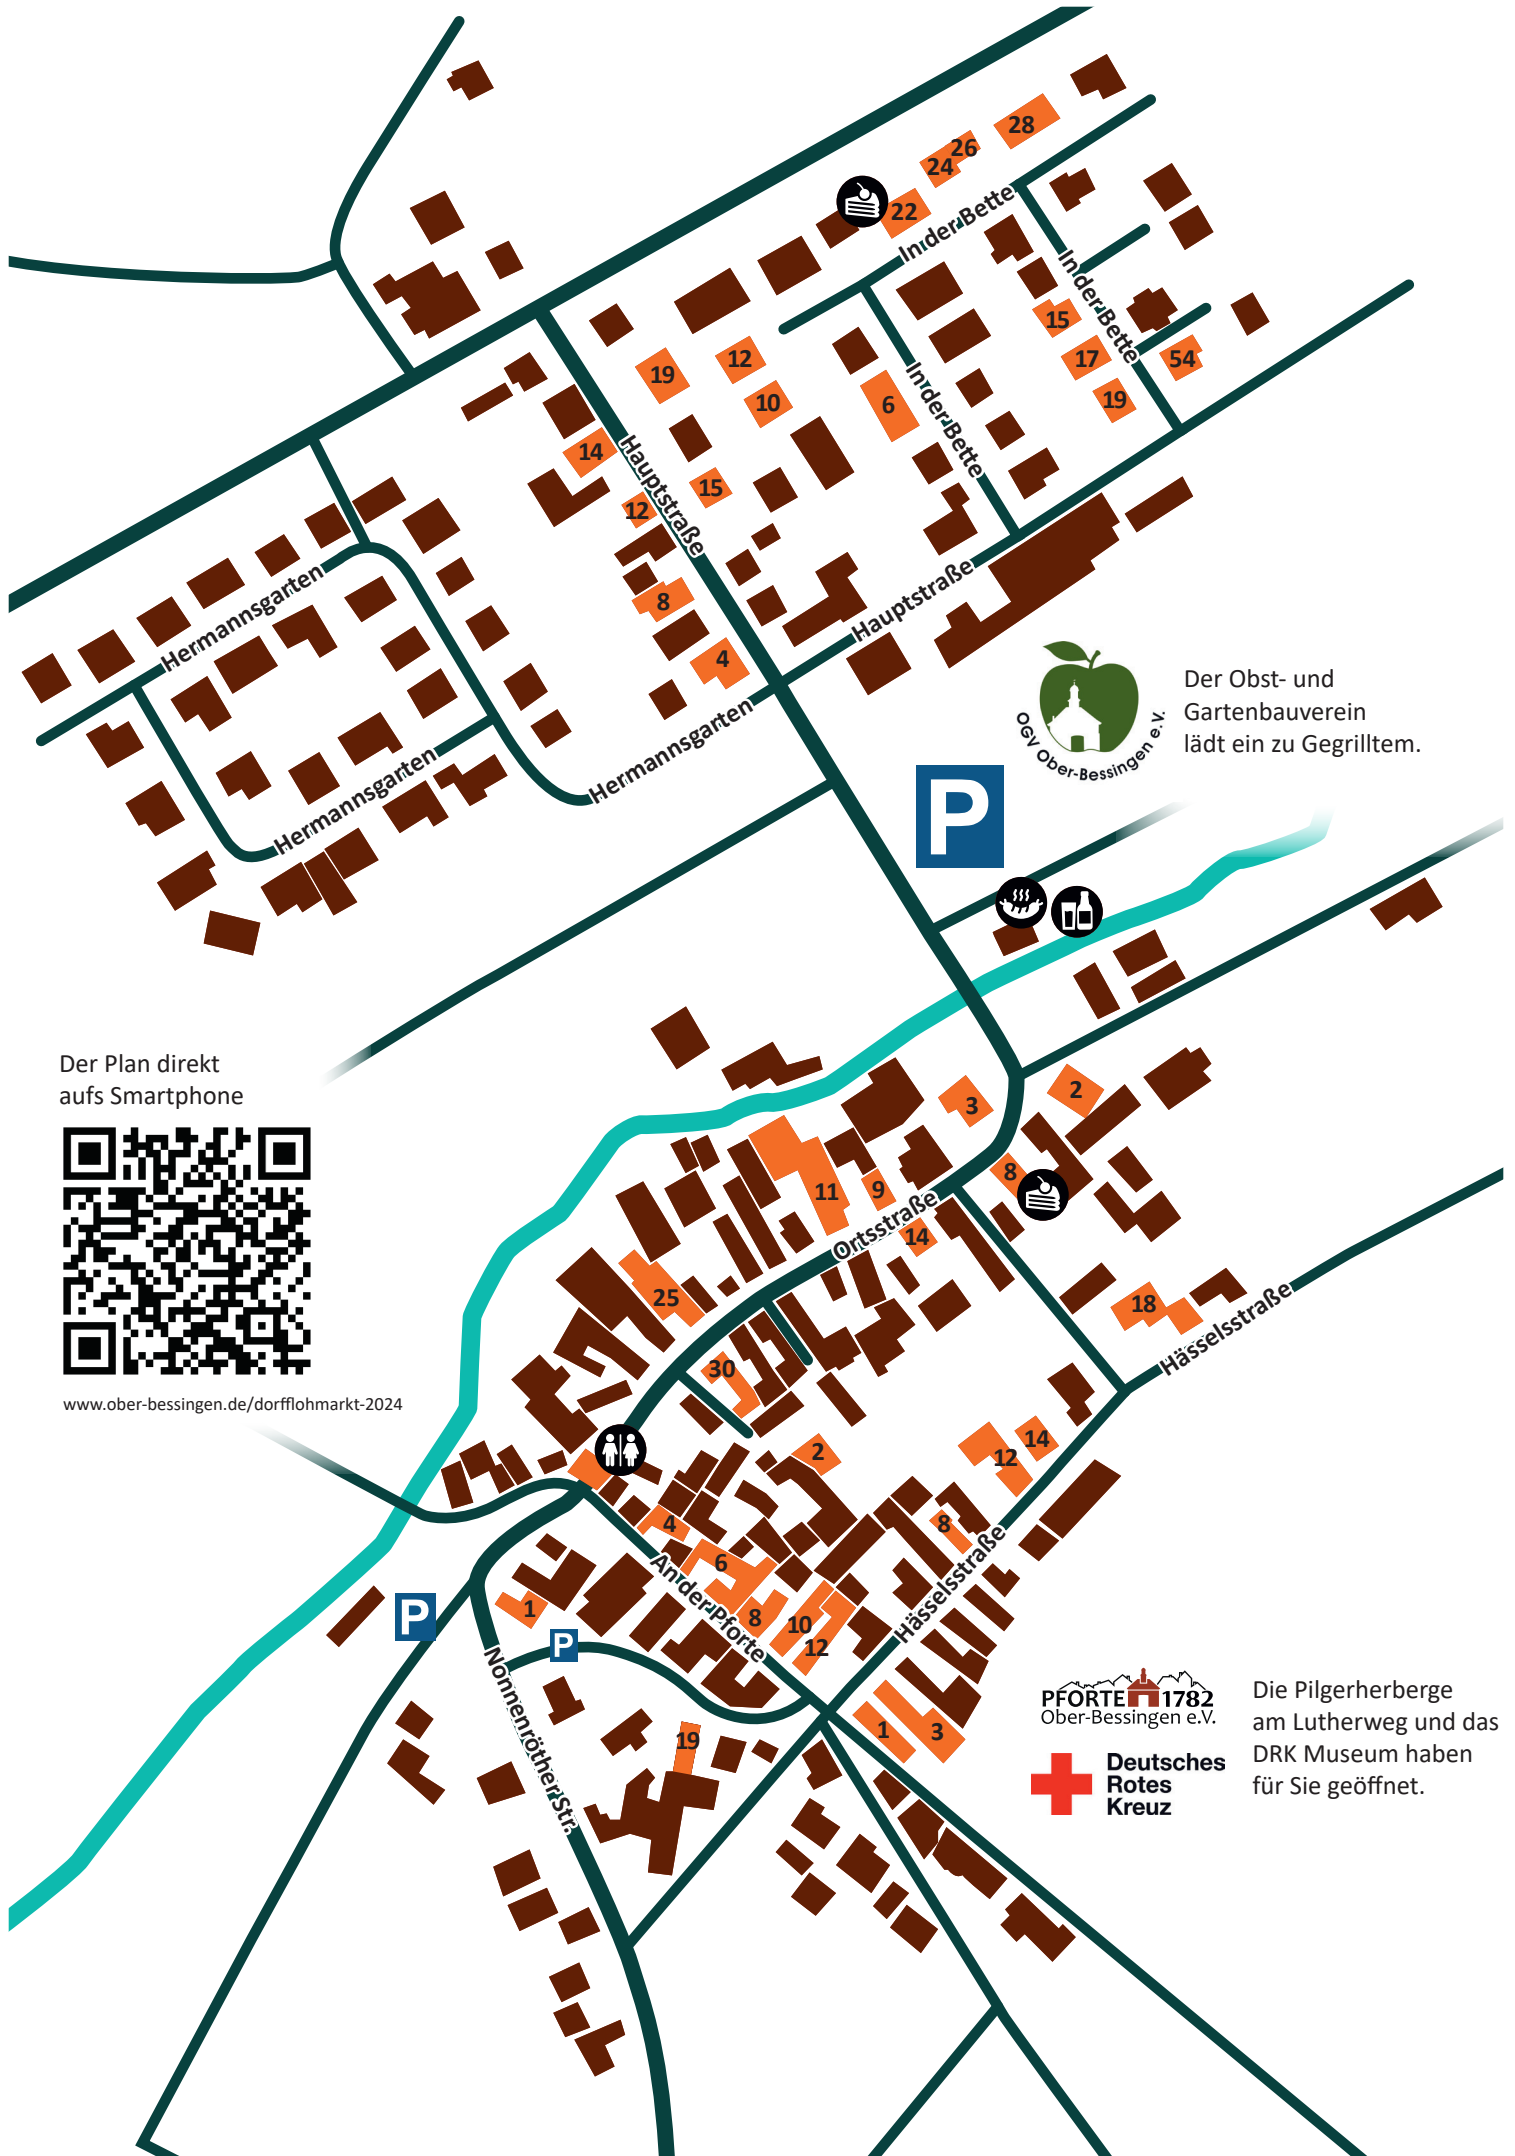 28
26
24
22
In der Bette
In der Bette
15
17
54
19
19
12
10
6
In der Bette
14
Hauptstraße
15
12
8
4
Hauptstraße
Hermannsgarten
Hermannsgarten
Hermannsgarten
OGV Ober-Bessingen e.V.
Der Obst- und
Gartenbauverein
lädt ein zu Gegrilltem.
P
Der Plan direkt
aufs Smartphone
www.ober-bessingen.de/dorfflohmarkt-2024
3
2
8
11
9
Ortsstraße
14
25
30
18
Hässelsstraße
2
14
12
8
Hässelsstraße
4
6
An der Pforte
8
10
12
1
P
P
Nonnenröther Str.
19
1
3
PFORTE 1782
Ober-Bessingen e.V.
Deutsches
Rotes
Kreuz
Die Pilgerherberge
am Lutherweg und das
DRK Museum haben
für Sie geöffnet.